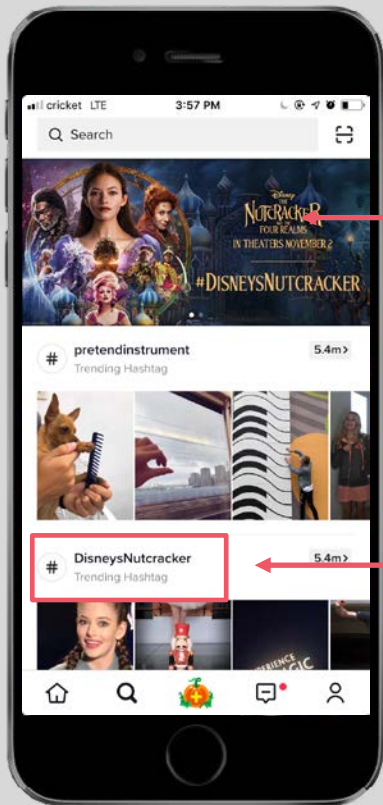 cricket LTE 3:57 PM
Search
Disney
THE
NUTCRACKER
AND THE
FOUR REALMS
IN THEATERS NOVEMBER 2
#DISNEYSNUTCRACKER
# pretendinstrument 5.4m>
Trending Hashtag
# DisneysNutcracker 5.4m>
Trending Hashtag